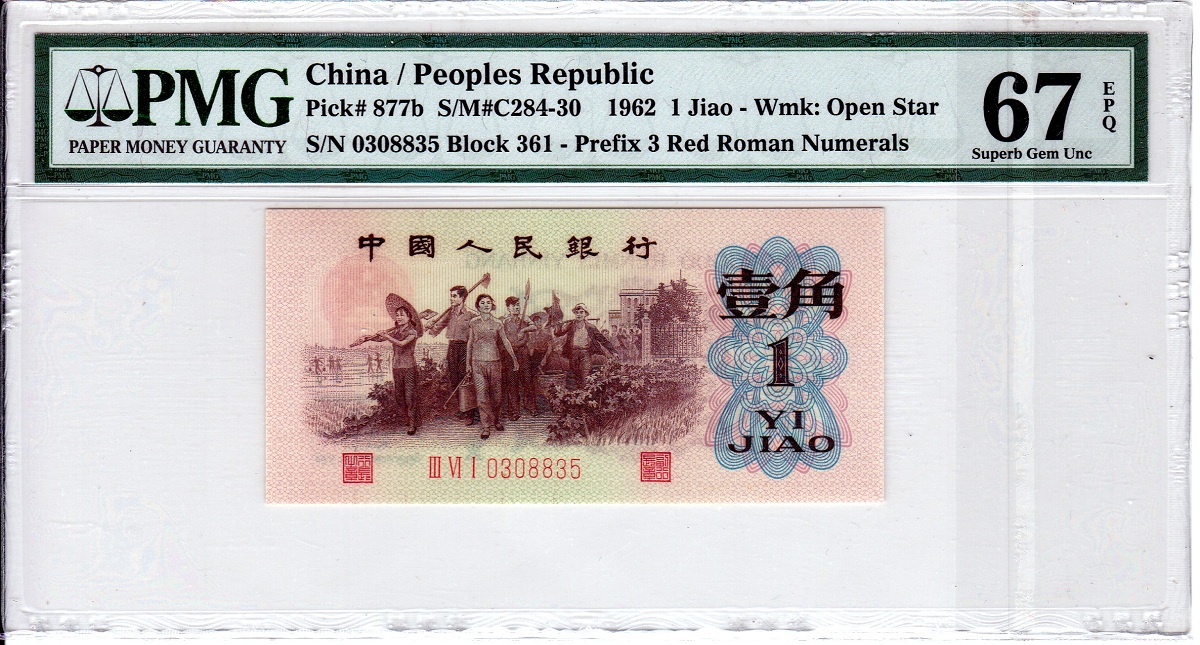 PMG
PAPER MONEY GUARANTY
China / Peoples Republic
Pick# 877b S/M#C284-30 1962 1 Jiao - Wmk: Open Star
S/N 0308835 Block 361 - Prefix 3 Red Roman Numerals
67
EPQ
Superb Gem Unc
中國人民銀行
壹角
1
YI
JIAO
III VI I 0308835